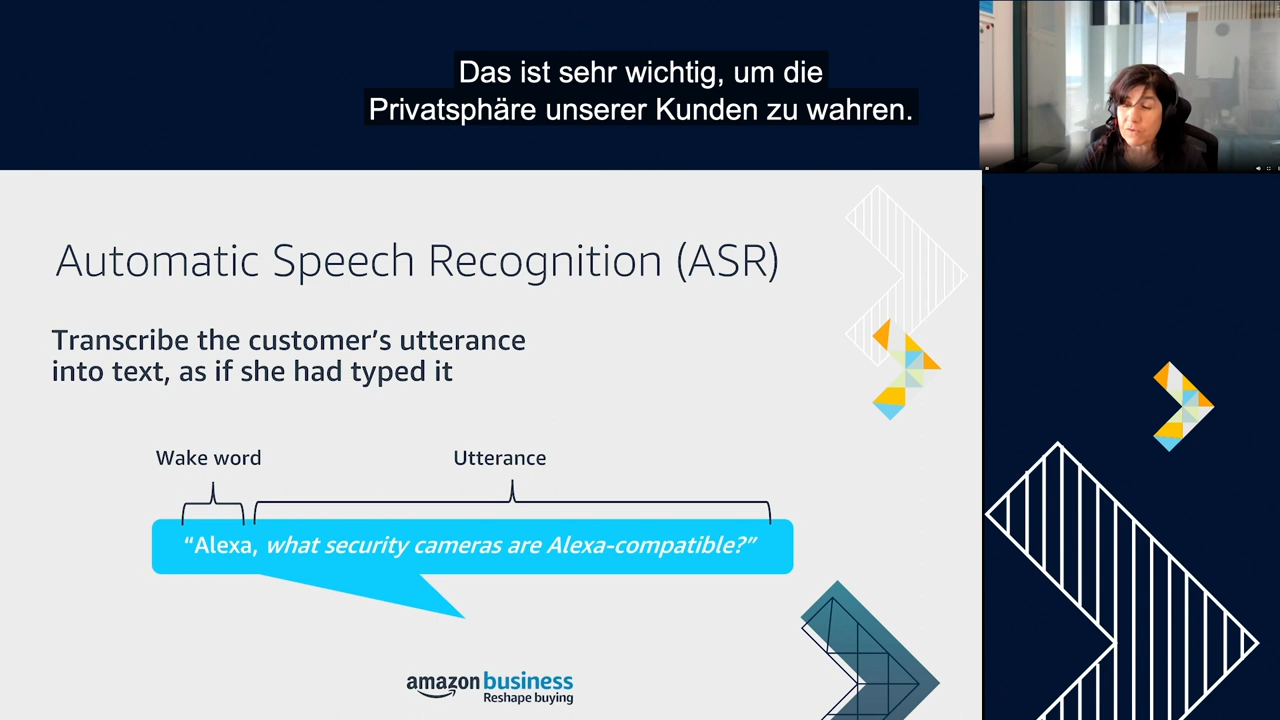 Das ist sehr wichtig, um die
Privatsphäre unserer Kunden zu wahren.
Automatic Speech Recognition (ASR)
Transcribe the customer’s utterance
into text, as if she had typed it
Wake word
Utterance
“Alexa, what security cameras are Alexa-compatible?”
amazon business
Reshape buying